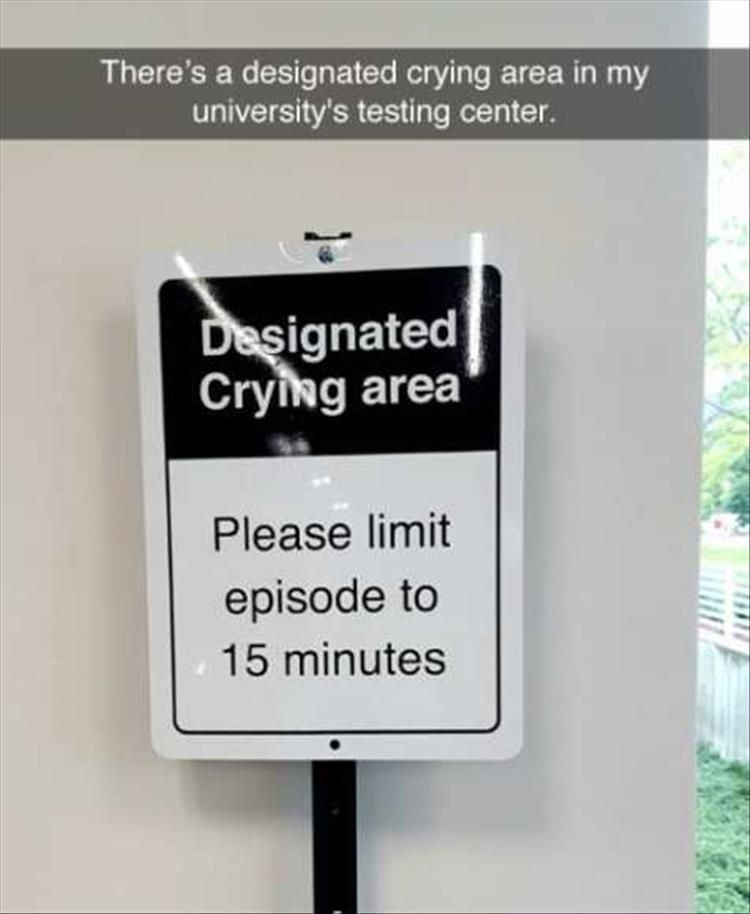 There's a designated crying area in my
university's testing center.
Designated
Crying area
Please limit
episode to
15 minutes